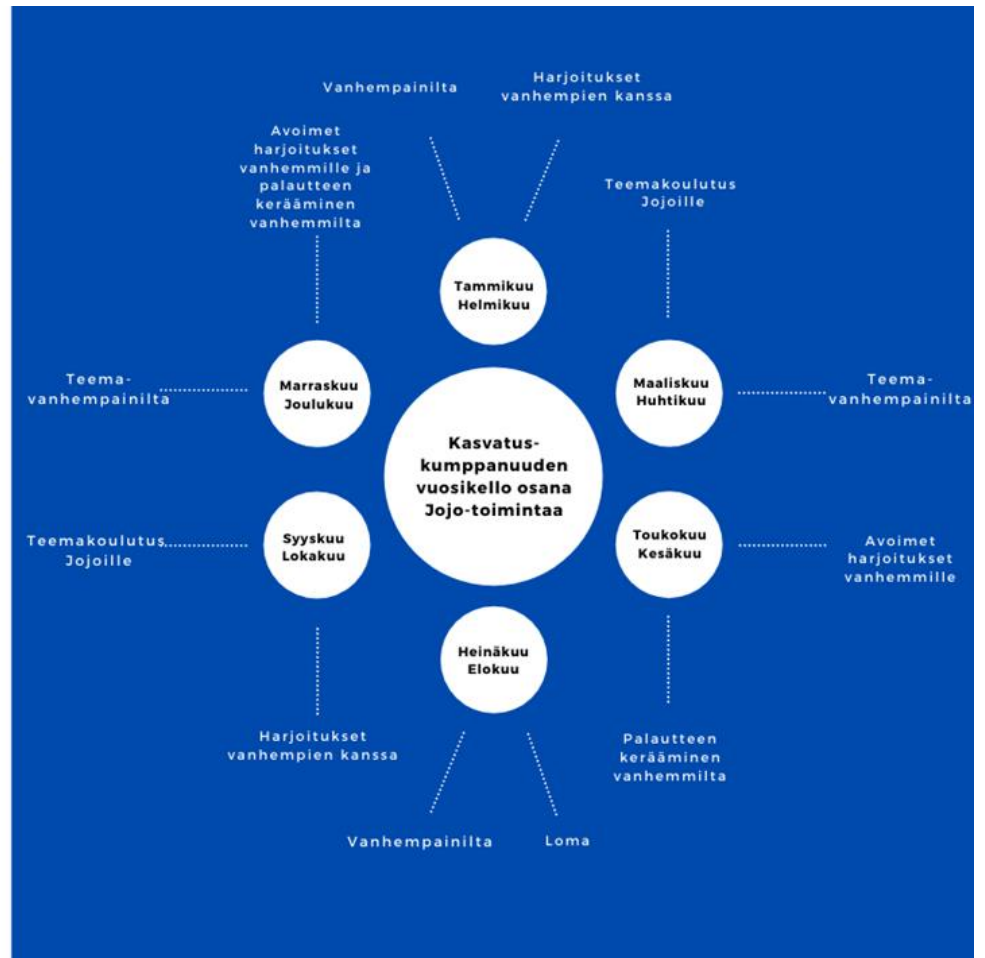 Vanhempainilta
Harjoitukset
vanhempien kanssa
Avoimet
harjoitukset
vanhemmille ja
palautteen
kerääminen
vanhemmilta
Teemakoulutus
Jojoille
Tammikuu
Helmikuu
Teema-
vanhempainilta
Marraskuu
Joulukuu
Maaliskuu
Huhtikuu
Teema-
vanhempainilta
Kasvatus-
kumppanuuden
vuosikello osana
Jojo-toimintaa
Teemakoulutus
Jojoille
Syyskuu
Lokakuu
Toukokuu
Kesäkuu
Avoimet
harjoitukset
vanhemmille
Heinäkuu
Elokuu
Harjoitukset
vanhempien kanssa
Palautteen
kerääminen
vanhemmilta
Vanhempainilta
Loma